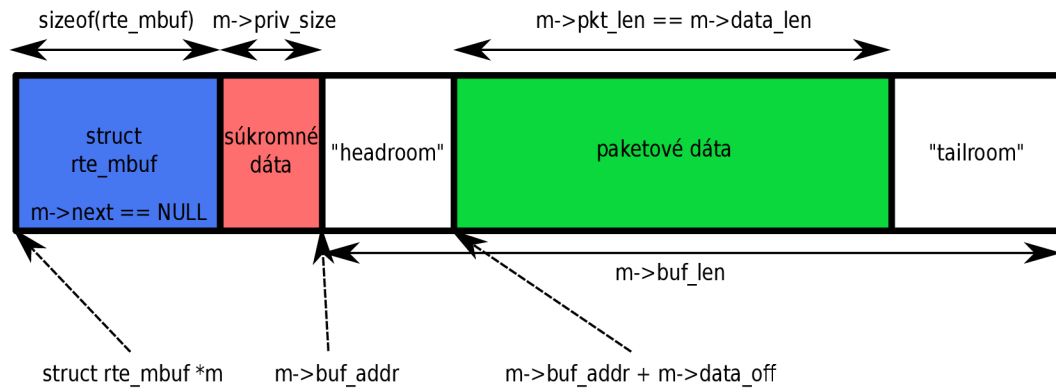 sizeof(rte_mbuf)
m->priv_size
m->pkt_len == m->data_len
struct
rte_mbuf
m->next == NULL
súkromné
dáta
"headroom"
paketové dáta
"tailroom"
m->buf_len
struct rte_mbuf *m
m->buf_addr
m->buf_addr + m->data_off